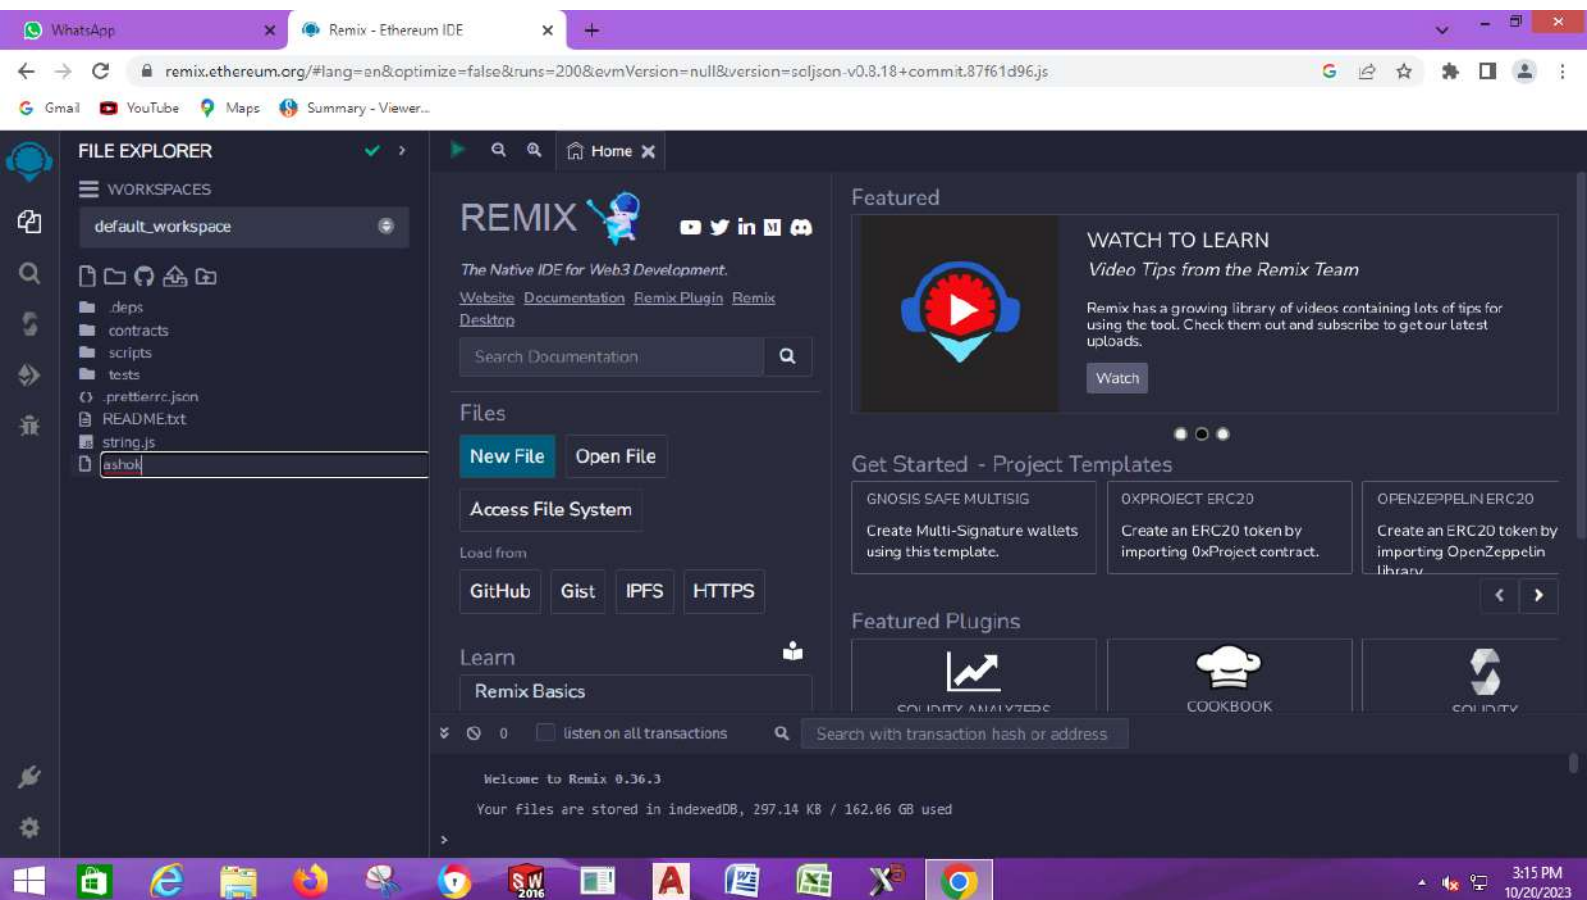 WhatsApp
Remix - Ethereum IDE
remix.ethereum.org/#lang=en&optimize=false&runs=200&evmVersion=null&version=soljson-v0.8.18+commit.87f61d96.js
Gmail YouTube Maps Summary - Viewer...
FILE EXPLORER
WORKSPACES
default_workspace
.deps
contracts
scripts
tests
.prettierrc.json
README.txt
string.js
ashok
Home
REMIX
The Native IDE for Web3 Development.
Website Documentation Remix Plugin Remix
Desktop
Search Documentation
Files
New File Open File
Access File System
Load from
GitHub Gist IPFS HTTPS
Learn
Remix Basics
Featured
WATCH TO LEARN
Video Tips from the Remix Team
Remix has a growing library of videos containing lots of tips for
using the tool. Check them out and subscribe to get our latest
uploads.
Watch
Get Started - Project Templates
GNOSIS SAFE MULTISIG
Create Multi-Signature wallets
using this template.
0XPROJECT ERC20
Create an ERC20 token by
importing 0xProject contract.
OPENZEPPELIN ERC20
Create an ERC20 token by
importing OpenZeppelin
library
Featured Plugins
SOLIDITY ANALYZERS
COOKBOOK
SOLIDITY
0 listen on all transactions Search with transaction hash or address
Welcome to Remix 0.36.3
Your files are stored in indexedDB, 297.14 KB / 162.06 GB used
>
SW
2016
3:15 PM
10/20/2023